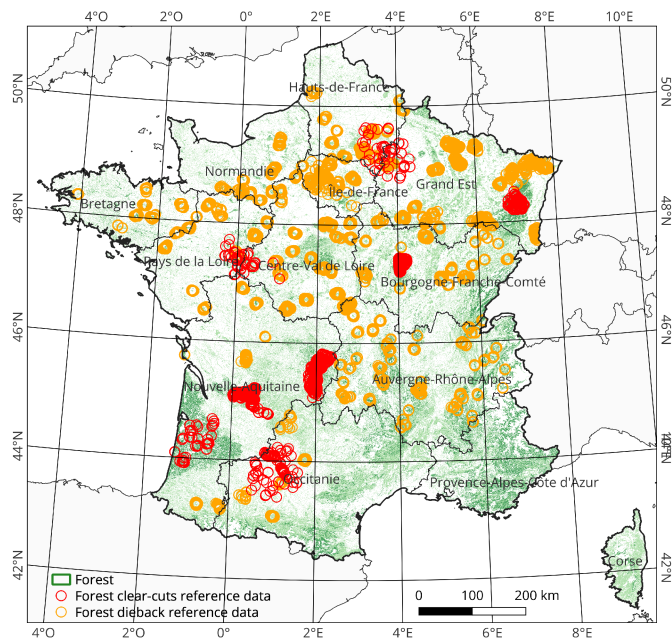 4°O 2°O 0° 2°E 4°E 6°E 8°E 10°E
50°N 50°N
Hauts-de-France
Normandie
Île-de-France
Grand Est
48°N 48°N
Bretagne
Pays de la Loire
Centre-Val de Loire
Bourgogne-Franche-Comté
46°N 46°N
Nouvelle-Aquitaine
Auvergne-Rhône-Alpes
44°N
Occitanie
Provence-Alpes-Côte d'Azur
42°N 42°N
Corse
Forest
Forest clear-cuts reference data
Forest dieback reference data
0 100 200 km
4°O 2°O 0° 2°E 4°E 6°E 8°E